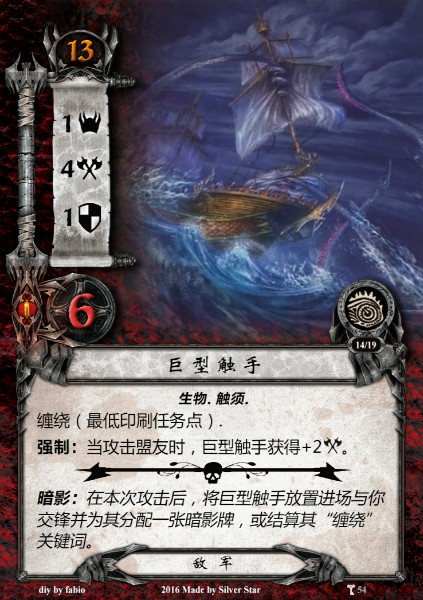 13
1
4
1
6
14/19
巨型触手
生物. 触须.
缠绕（最低印刷任务点）.
强制：当攻击盟友时，巨型触手获得+2。
暗影：在本次攻击后，将巨型触手放置进场与你
交锋并为其分配一张暗影牌，或结算其“缠绕”
关键词。
敌军
diy by fabio 2016 Made by Silver Star 54